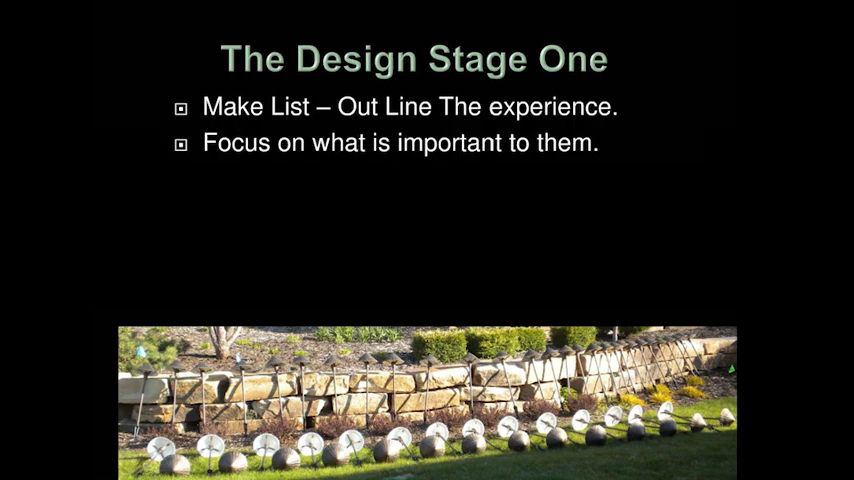 The Design Stage One
Make List – Out Line The experience.
Focus on what is important to them.